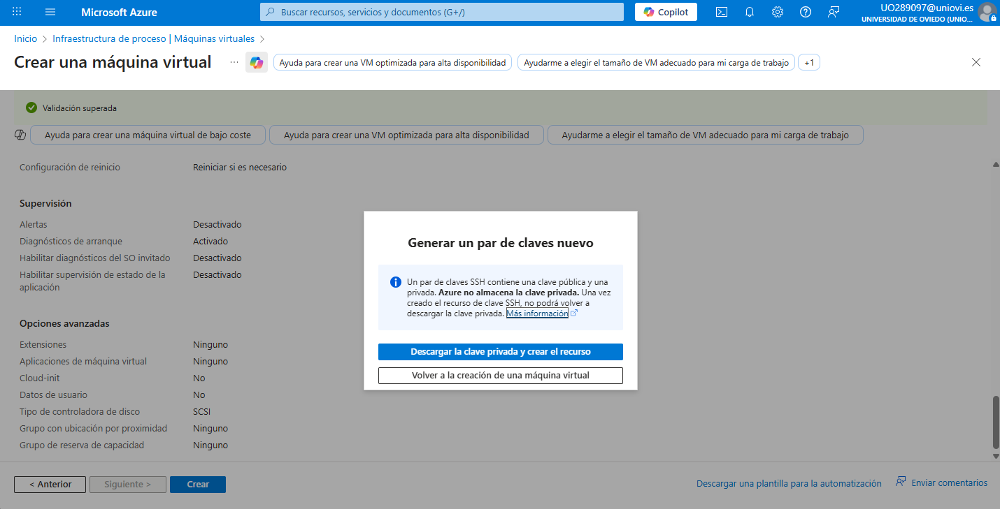 Microsoft Azure
Buscar recursos, servicios y documentos (G+/)
Copilot
UO289097@uniovi.es
UNIVERSIDAD DE OVIEDO (UNIO...
Inicio > Infraestructura de proceso | Máquinas virtuales >
Crear una máquina virtual
...
Ayuda para crear una VM optimizada para alta disponibilidad
Ayudarme a elegir el tamaño de VM adecuado para mi carga de trabajo
+1
Validación superada
Ayuda para crear una máquina virtual de bajo coste
Ayuda para crear una VM optimizada para alta disponibilidad
Ayudarme a elegir el tamaño de VM adecuado para mi carga de trabajo
Configuración de reinicio Reiniciar si es necesario
Supervisión
Alertas Desactivado
Diagnósticos de arranque Activado
Habilitar diagnósticos del SO invitado Desactivado
Habilitar supervisión de estado de la Desactivado
aplicación
Opciones avanzadas
Extensiones Ninguno
Aplicaciones de máquina virtual Ninguno
Cloud-init No
Datos de usuario No
Tipo de controladora de disco SCSI
Grupo con ubicación por proximidad Ninguno
Grupo de reserva de capacidad Ninguno
Generar un par de claves nuevo
Un par de claves SSH contiene una clave pública y una
privada. Azure no almacena la clave privada. Una vez
creado el recurso de clave SSH, no podrá volver a
descargar la clave privada. Más información
Descargar la clave privada y crear el recurso
Volver a la creación de una máquina virtual
< Anterior
Siguiente >
Crear
Descargar una plantilla para la automatización
Enviar comentarios